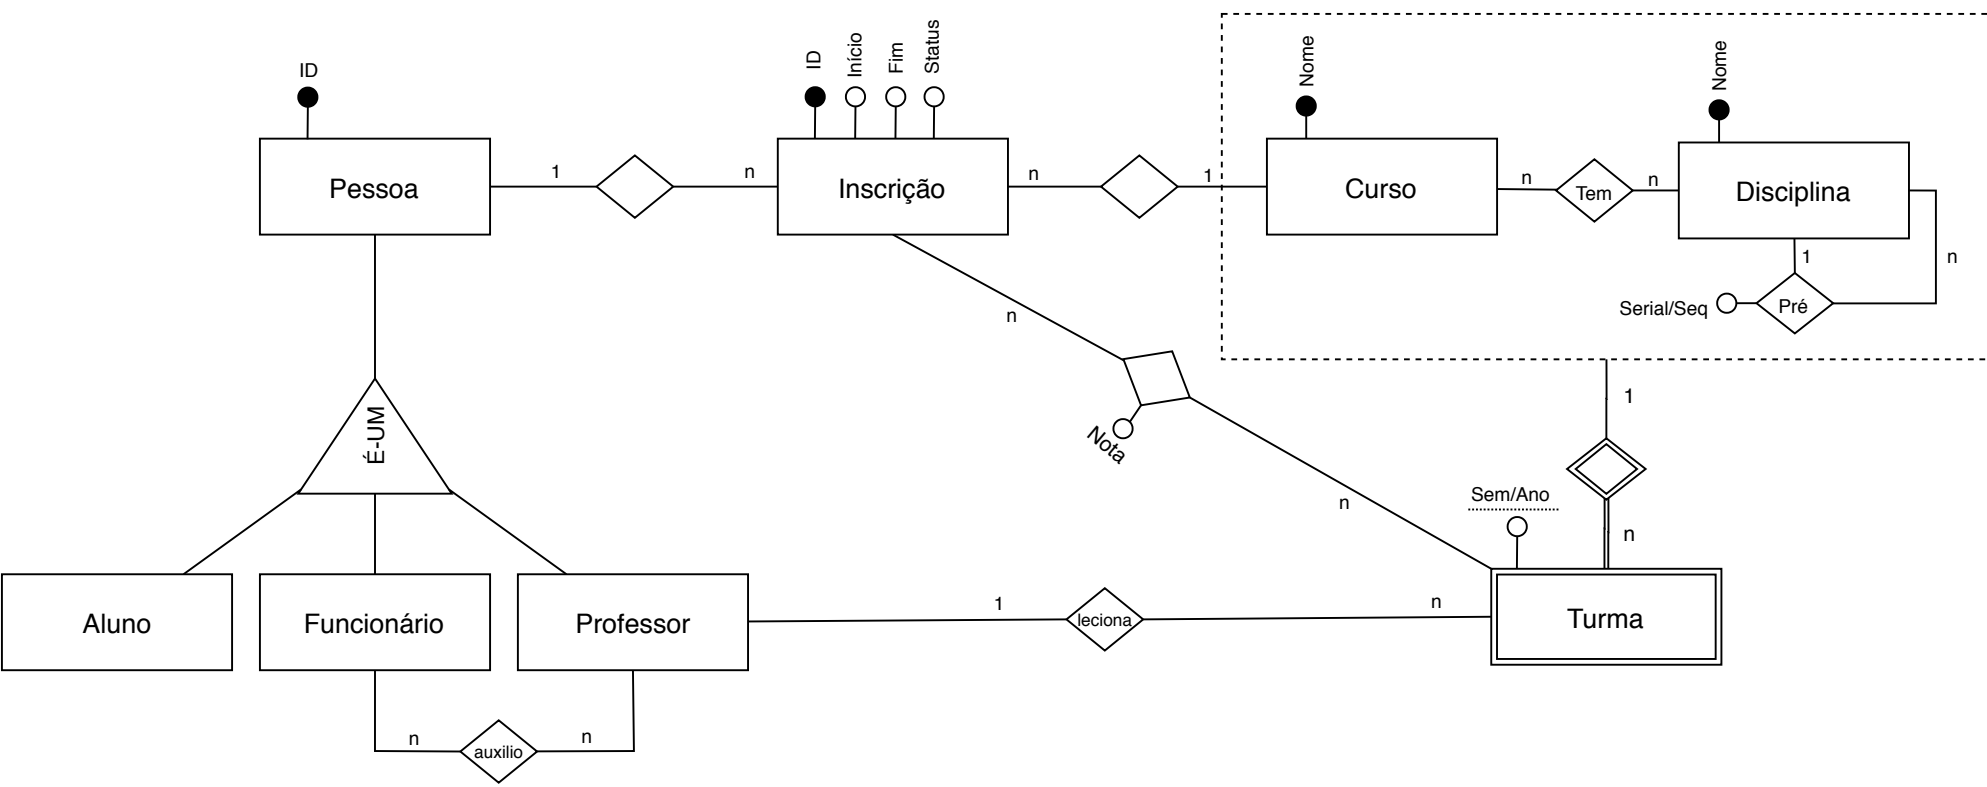 ID
ID
Início
Fim
Status
Nome
Nome
Pessoa
1
n
Inscrição
n
1
Curso
n
Tem
n
Disciplina
1
n
Serial/Seq
Pré
n
1
É-UM
Nota
n
Sem/Ano
n
Aluno
Funcionário
Professor
1
leciona
n
Turma
n
auxilio
n